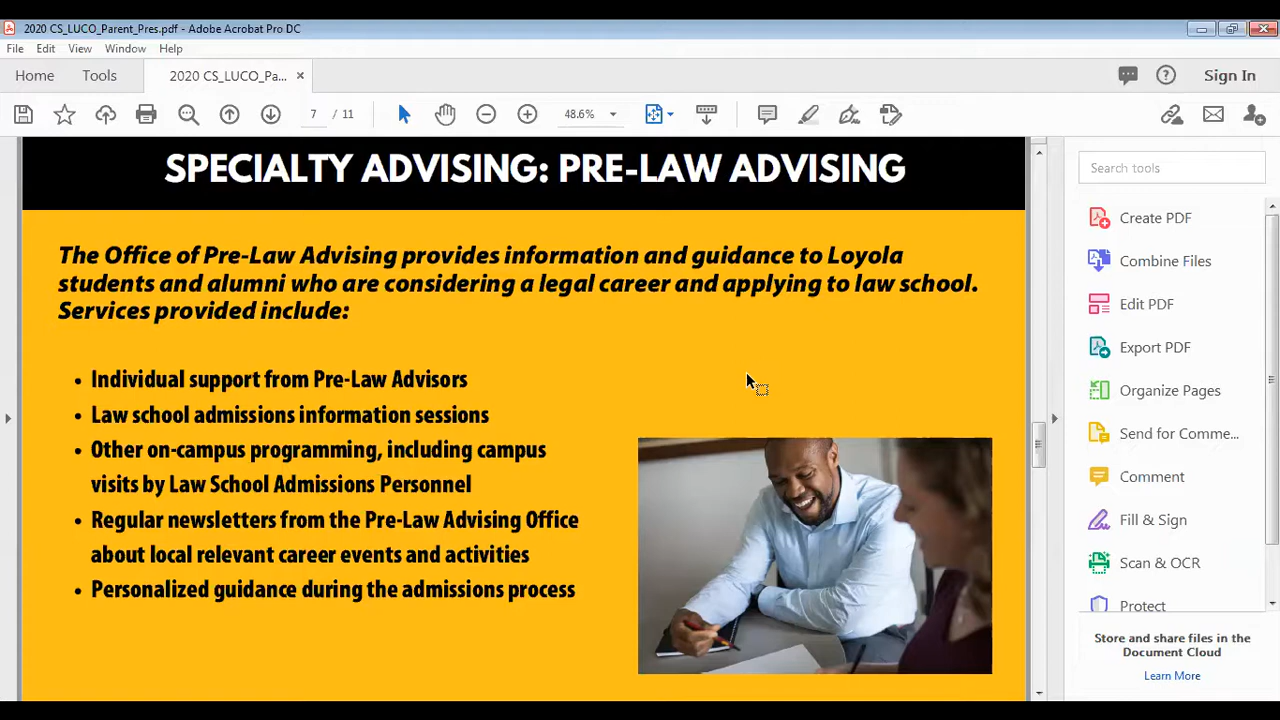 2020 CS_LUCO_Parent_Pres.pdf - Adobe Acrobat Pro DC
File Edit View Window Help
Home Tools 2020 CS_LUCO_Pa... × Sign In
7 / 11 48.6%
SPECIALTY ADVISING: PRE-LAW ADVISING
The Office of Pre-Law Advising provides information and guidance to Loyola
students and alumni who are considering a legal career and applying to law school.
Services provided include:
• Individual support from Pre-Law Advisors
• Law school admissions information sessions
• Other on-campus programming, including campus
visits by Law School Admissions Personnel
• Regular newsletters from the Pre-Law Advising Office
about local relevant career events and activities
• Personalized guidance during the admissions process
Search tools
Create PDF
Combine Files
Edit PDF
Export PDF
Organize Pages
Send for Comme...
Comment
Fill & Sign
Scan & OCR
Protect
Store and share files in the
Document Cloud
Learn More